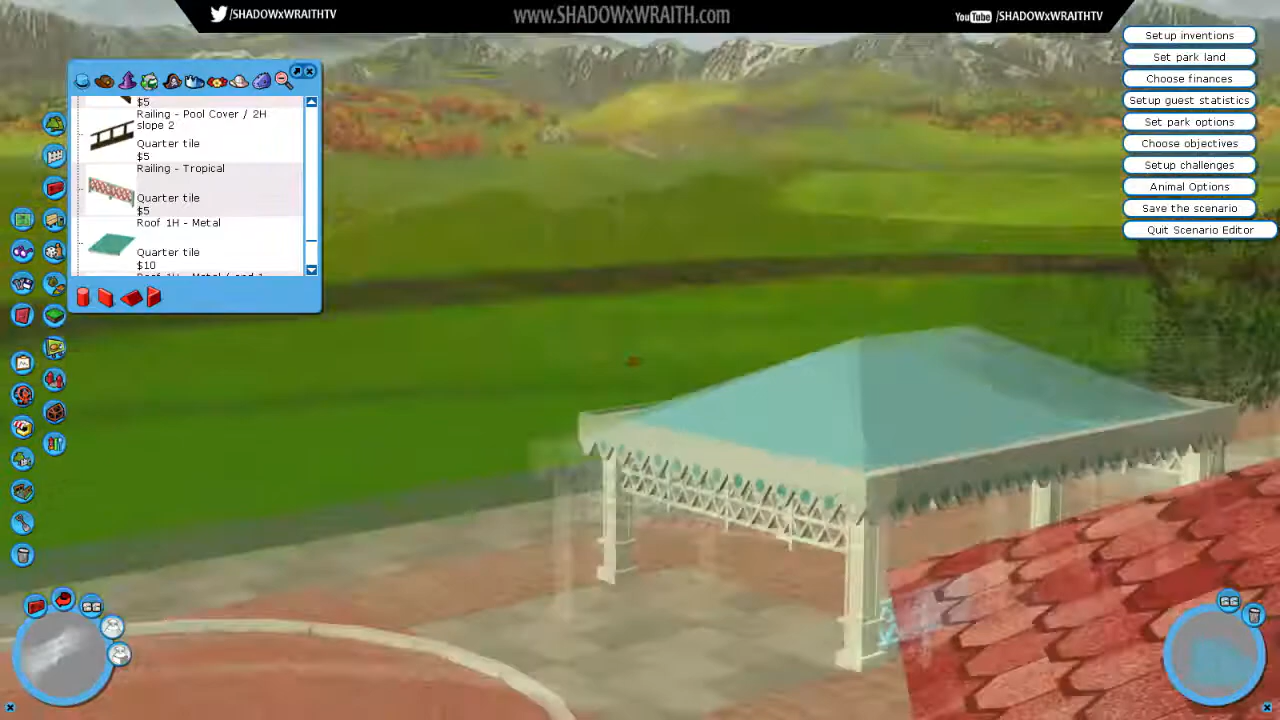 /SHADOWxWRAITHTV
www.SHADOWxWRAITH.com
You Tube /SHADOWxWRAITHTV
Setup inventions
Set park land
Choose finances
Setup guest statistics
Set park options
Choose objectives
Setup challenges
Animal Options
Save the scenario
Quit Scenario Editor
$5
Railing - Pool Cover / 2H
slope 2
Quarter tile
$5
Railing - Tropical
Quarter tile
$5
Roof 1H - Metal
Quarter tile
$10